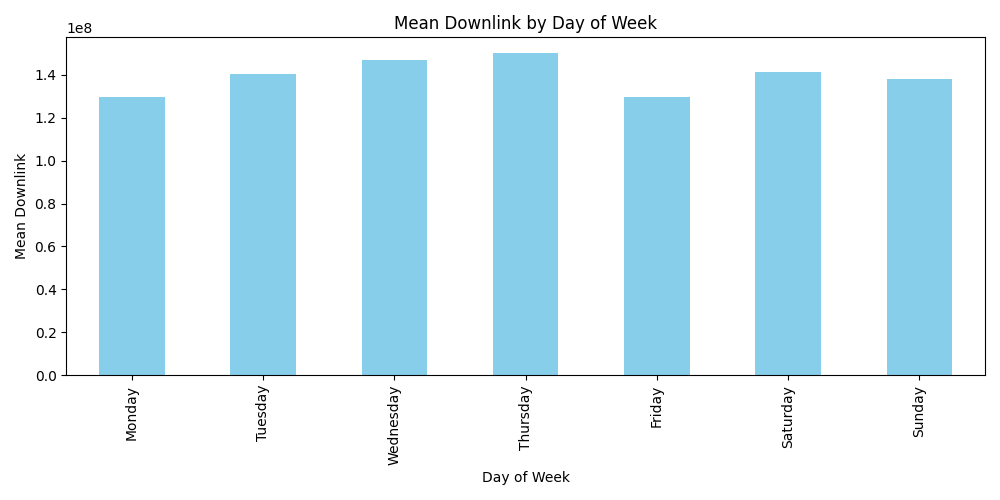 Mean Downlink by Day of Week
1e8
1.4
1.2
1.0
0.8
0.6
0.4
0.2
0.0
Mean Downlink
Monday
Tuesday
Wednesday
Thursday
Friday
Saturday
Sunday
Day of Week